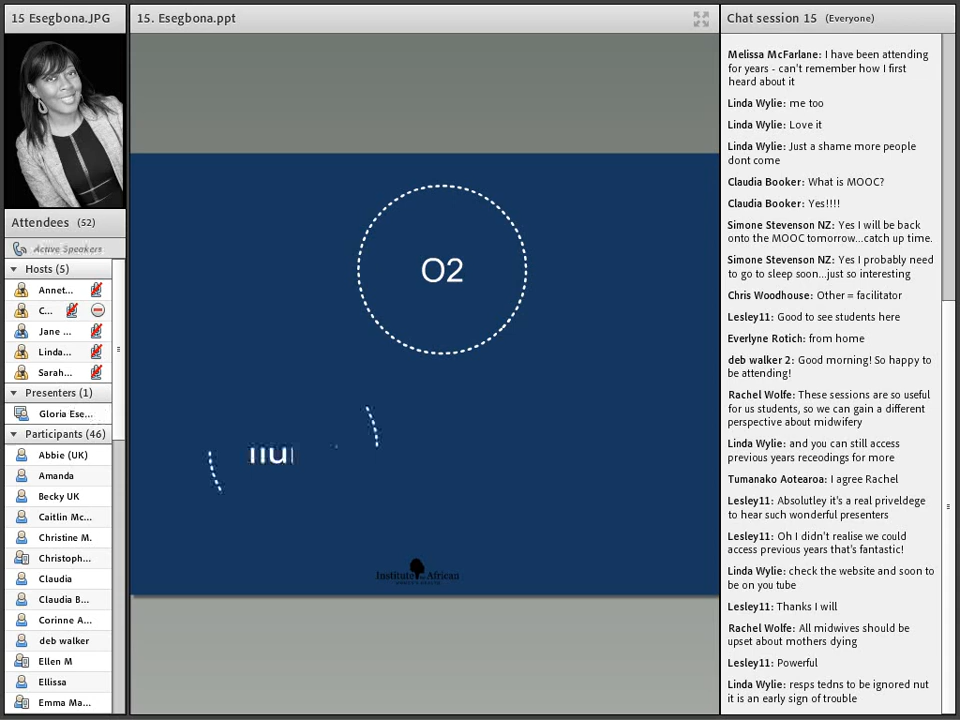 15 Esegbona.JPG
Attendees (52)
Active Speakers
Hosts (5)
Annet...
C...
Jane ...
Linda...
Sarah...
Presenters (1)
Gloria Ese...
Participants (46)
Abbie (UK)
Amanda
Becky UK
Caitlin Mc...
Christine M.
Christoph...
Claudia
Claudia B...
Corinne A...
deb walker
Ellen M
Ellissa
Emma Ma...
15. Esegbona.ppt
O2
Institute African
Chat session 15 (Everyone)
Melissa McFarlane: I have been attending
for years - can't remember how I first
heard about it
Linda Wylie: me too
Linda Wylie: Love it
Linda Wylie: Just a shame more people
dont come
Claudia Booker: What is MOOC?
Claudia Booker: Yes!!!!
Simone Stevenson NZ: Yes I will be back
onto the MOOC tomorrow...catch up time.
Simone Stevenson NZ: Yes I probably need
to go to sleep soon...just so interesting
Chris Woodhouse: Other = facilitator
Lesley11: Good to see students here
Everlyne Rotich: from home
deb walker 2: Good morning! So happy to
be attending!
Rachel Wolfe: These sessions are so useful
for us students, so we can gain a different
perspective about midwifery
Linda Wylie: and you can still access
previous years receodings for more
Tumanako Aotearoa: I agree Rachel
Lesley11: Absolutley it's a real priveldege
to hear such wonderful presenters
Lesley11: Oh I didn't realise we could
access previous years that's fantastic!
Linda Wylie: check the website and soon to
be on you tube
Lesley11: Thanks I will
Rachel Wolfe: All midwives should be
upset about mothers dying
Lesley11: Powerful
Linda Wylie: resps tedns to be ignored nut
it is an early sign of trouble